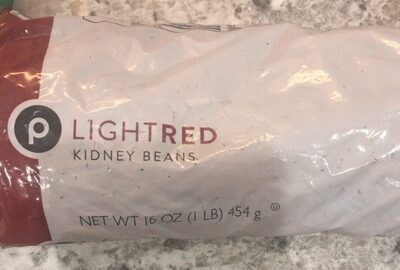 P LIGHTRED
KIDNEY BEANS
NET WT 16 OZ (1 LB) 454 g